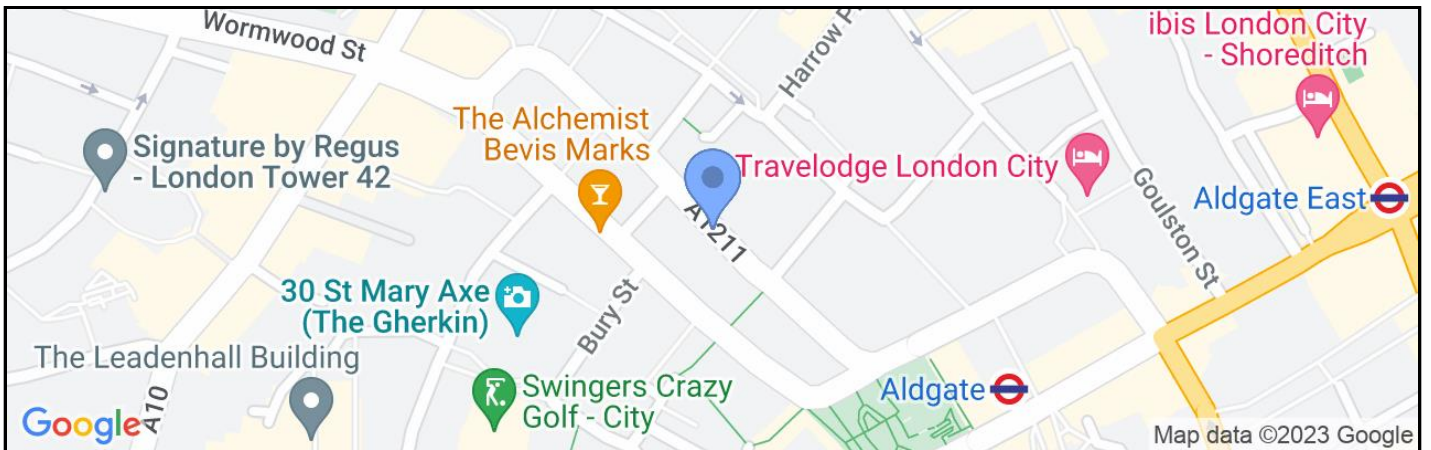 Wormwood St
Harrow P
ibis London City
- Shoreditch
The Alchemist
Bevis Marks
Signature by Regus
- London Tower 42
Travelodge London City
Goulston St
Aldgate East
A1211
30 St Mary Axe
(The Gherkin)
Bury St
The Leadenhall Building
Swingers Crazy
Golf - City
Aldgate
A10
Google
Map data ©2023 Google